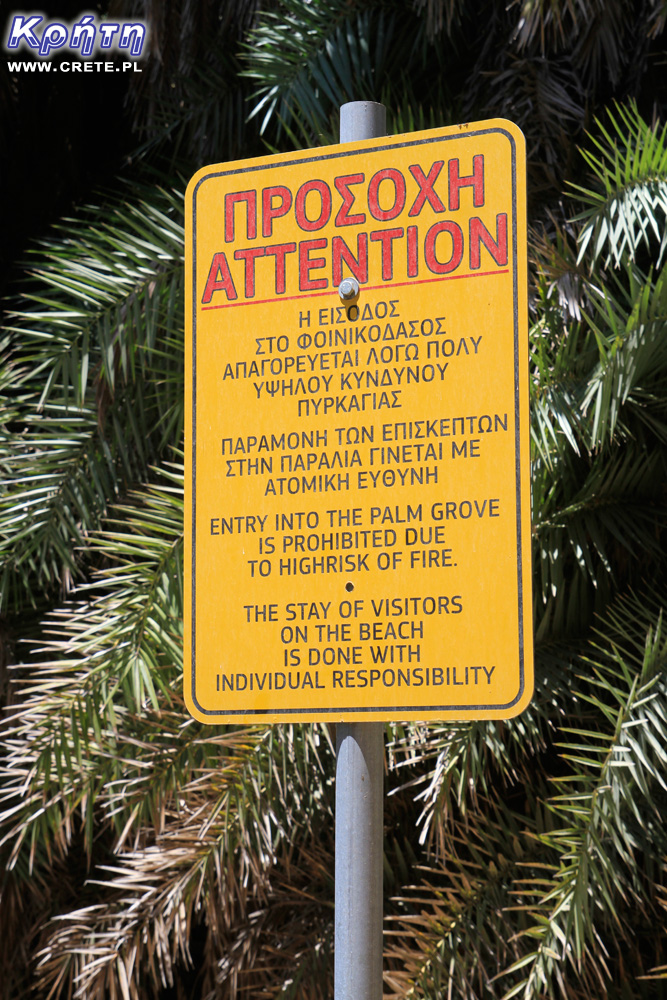 Κρήτη
WWW.CRETE.PL
ΠΡΟΣΟΧΗ
ATTENTION
Η ΕΙΣΟΔΟΣ
ΣΤΟ ΦΟΙΝΙΚΟΔΑΣΟΣ
ΑΠΑΓΟΡΕΥΕΤΑΙ ΛΟΓΩ ΠΟΛΥ
ΥΨΗΛΟΥ ΚΥΝΔΥΝΟΥ
ΠΥΡΚΑΓΙΑΣ
ΠΑΡΑΜΟΝΗ ΤΩΝ ΕΠΙΣΚΕΠΤΩΝ
ΣΤΗΝ ΠΑΡΑΛΙΑ ΓΙΝΕΤΑΙ ΜΕ
ΑΤΟΜΙΚΗ ΕΥΘΥΝΗ
ENTRY INTO THE PALM GROVE
IS PROHIBITED DUE
TO HIGHRISK OF FIRE.
THE STAY OF VISITORS
ON THE BEACH
IS DONE WITH
INDIVIDUAL RESPONSIBILITY